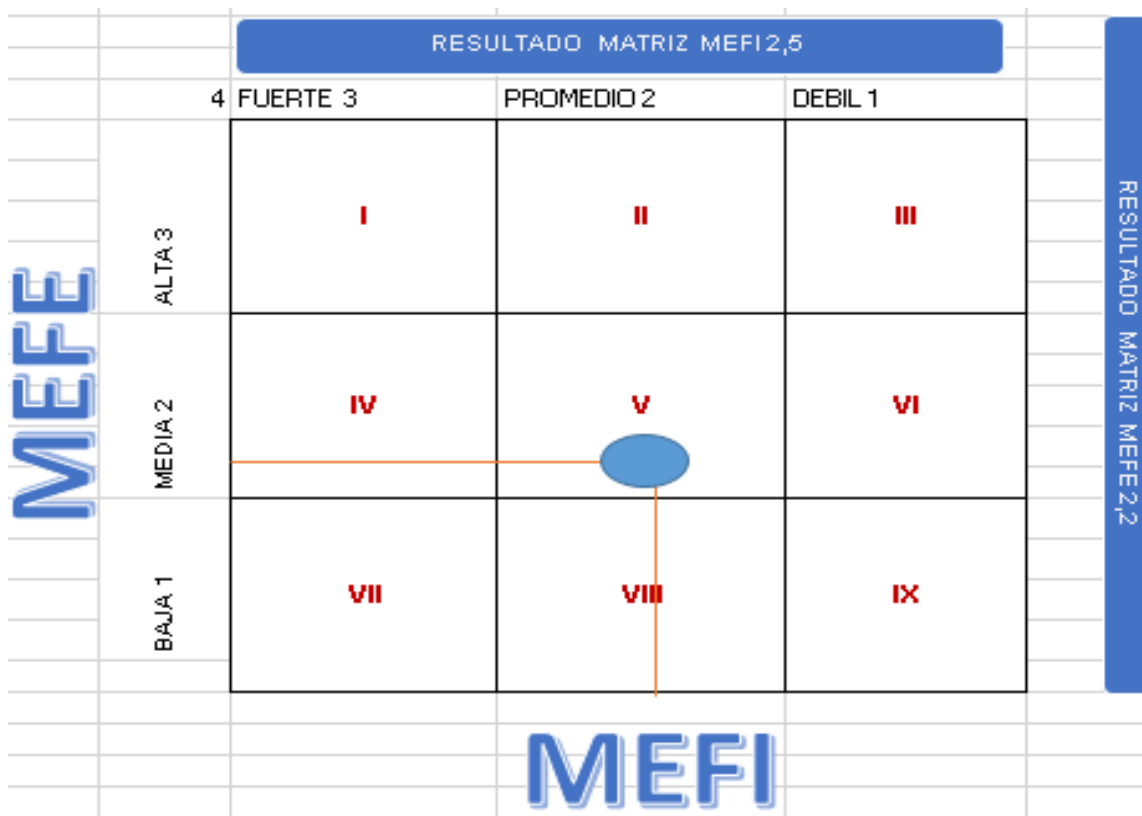 RESULTADO MATRIZ MEFI 2,5
4 FUERTE 3 PROMEDIO 2 DEBIL 1
I II III
ALTA 3
IV V VI
MEDIA 2
VII VIII IX
BAJA 1
MEFE
MEFI
RESULTADO MATRIZ MEFE 2,2